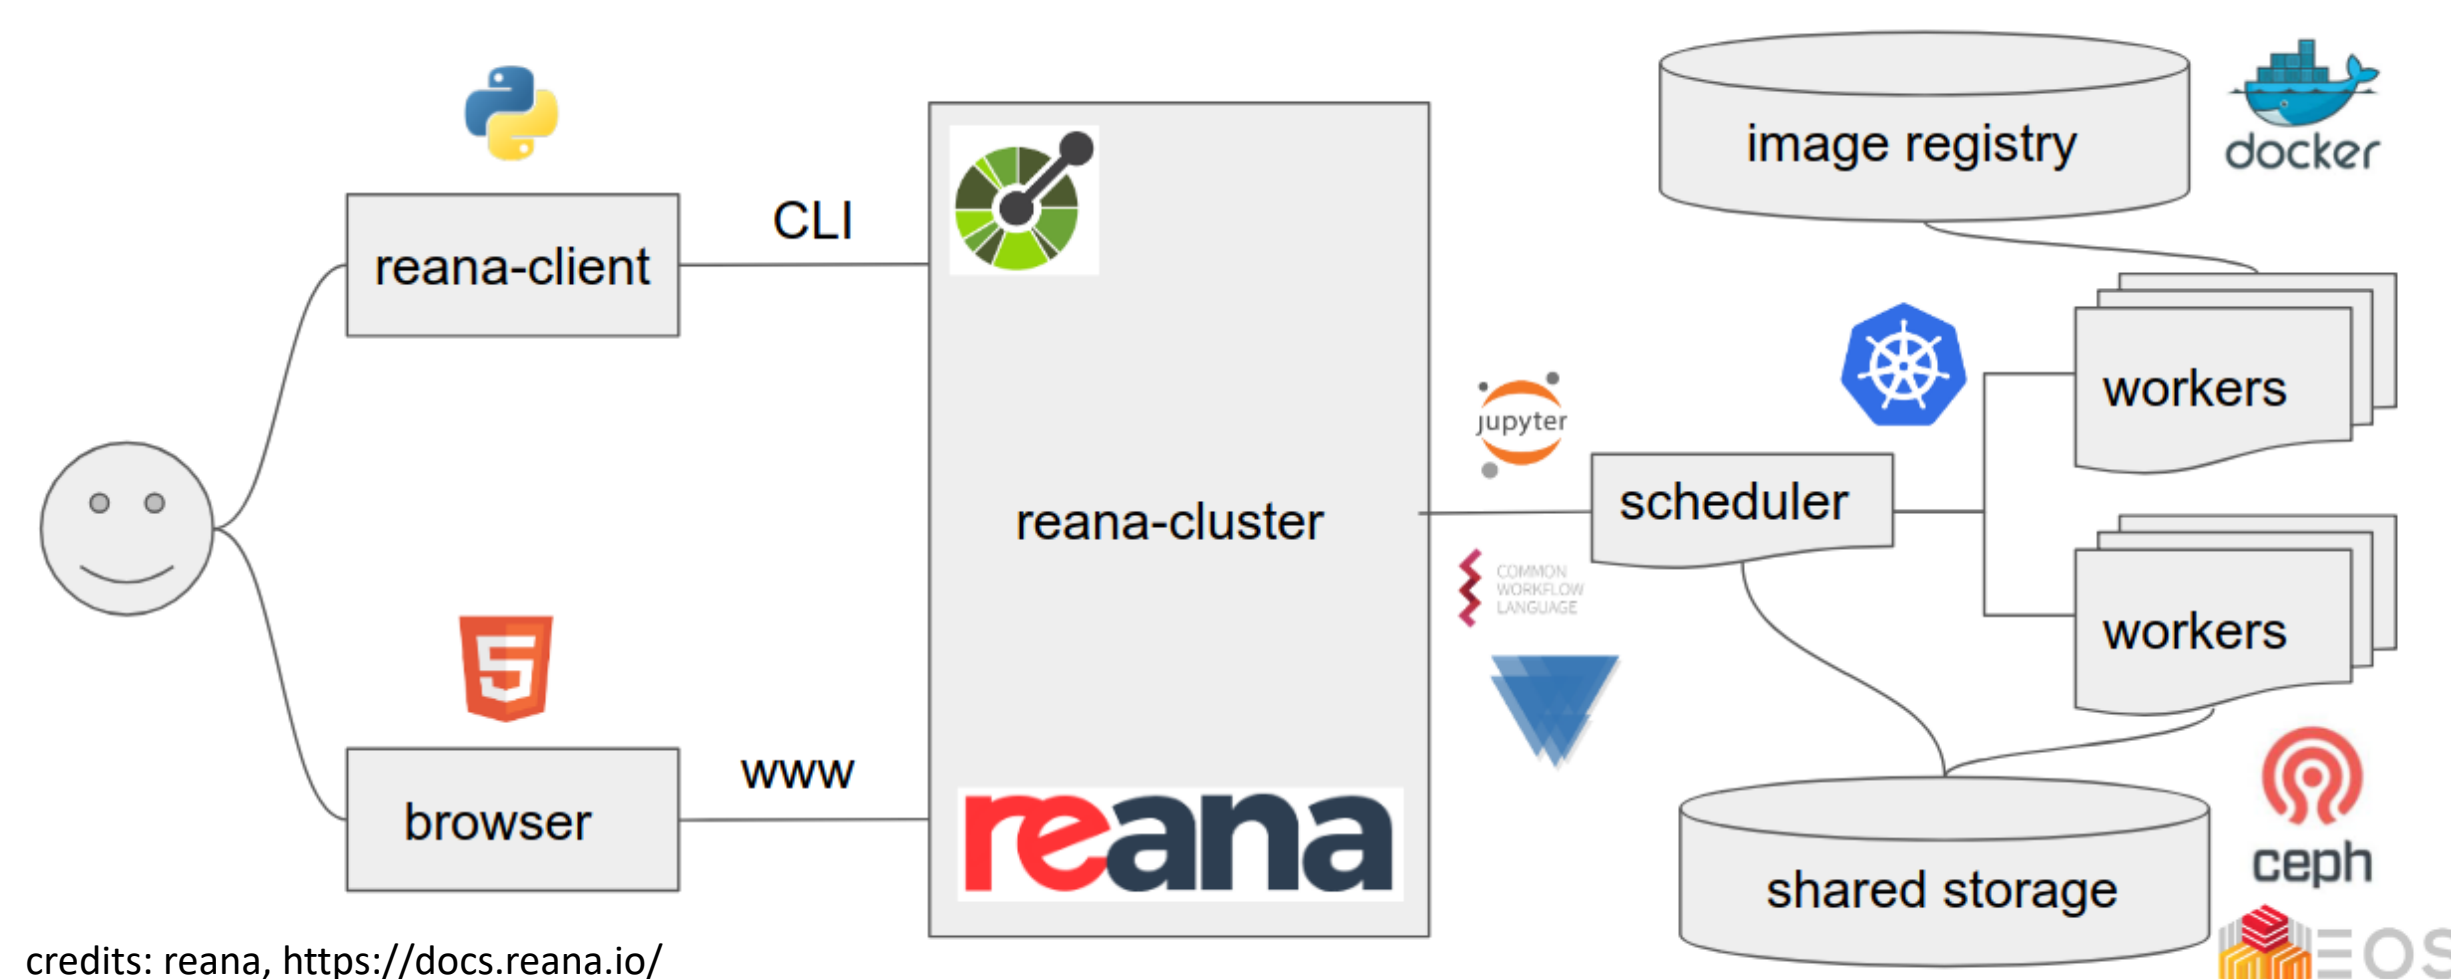 reana-client
CLI
browser
www
reana-cluster
reana
jupyter
COMMON
WORKFLOW
LANGUAGE
scheduler
image registry
docker
workers
workers
shared storage
ceph
EOS
credits: reana, https://docs.reana.io/